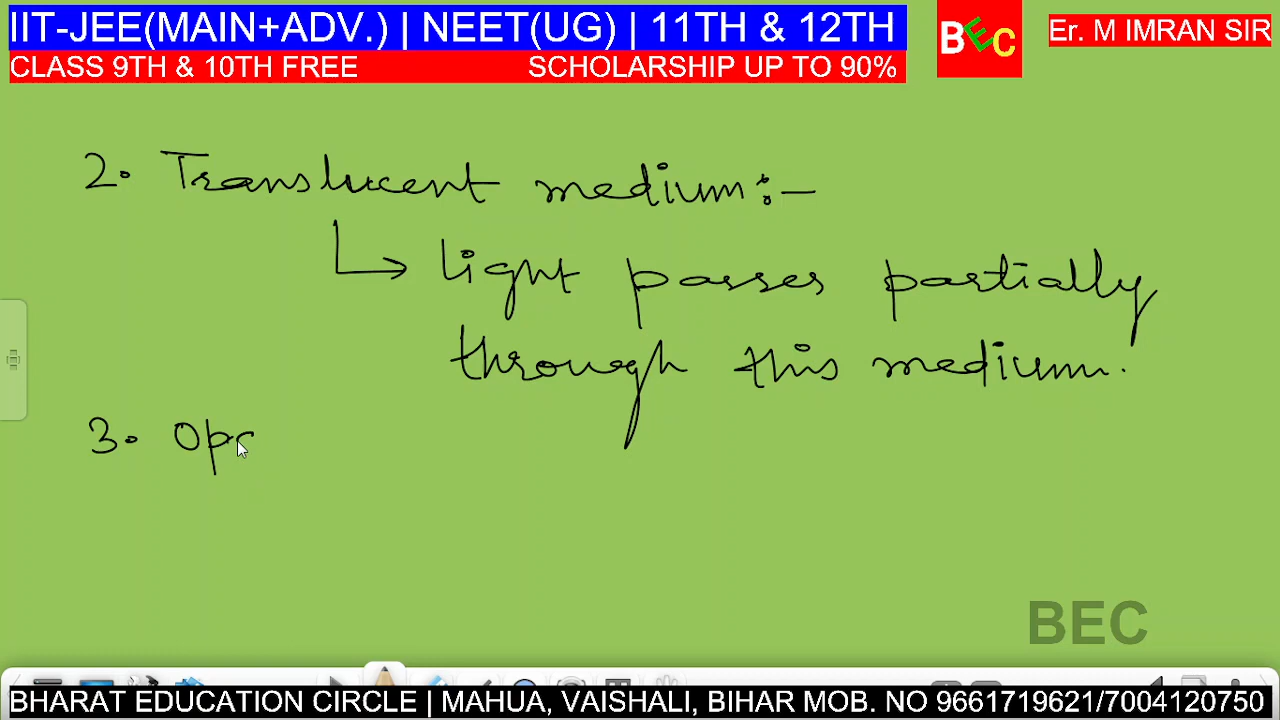 IIT-JEE(MAIN+ADV.) | NEET(UG) | 11TH & 12TH
CLASS 9TH & 10TH FREE SCHOLARSHIP UP TO 90%
BEC
Er. M IMRAN SIR
2. Translucent medium:-
↳ light passes partially
through this medium.
3. Opa
BEC
BHARAT EDUCATION CIRCLE | MAHUA, VAISHALI, BIHAR MOB. NO 9661719621/7004120750